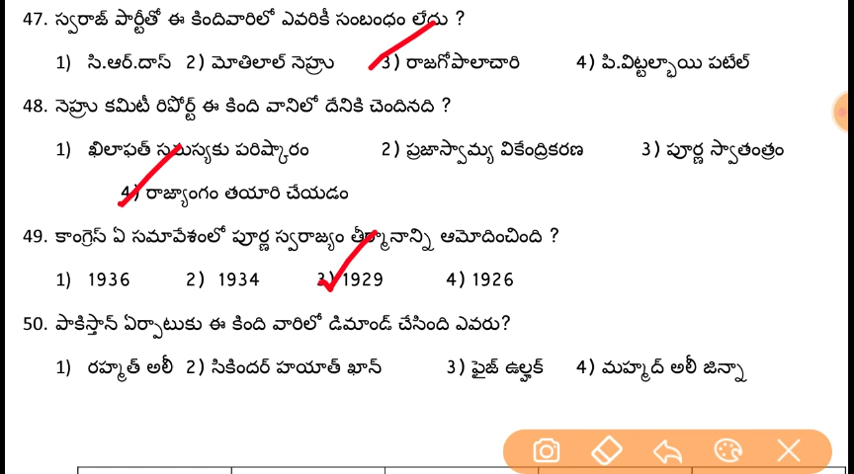 47. స్వరాజ్ పార్టీతో ఈ కిందివారిలో ఎవరికీ సంబంధం లేదు ?
1) సి.ఆర్.దాస్ 2) మోతిలాల్ నెహ్రు 3) రాజగోపాలాచారి 4) పి.విట్టల్భాయి పటేల్
48. నెహ్రు కమిటీ రిపోర్ట్ ఈ కింది వానిలో దేనికి చెందినది ?
1) ఖిలాఫత్ సమస్యకు పరిష్కారం 2) ప్రజాస్వామ్య వికేంద్రికరణ 3) పూర్ణ స్వాతంత్రం
4) రాజ్యాంగం తయారి చేయడం
49. కాంగ్రెస్ ఏ సమావేశంలో పూర్ణ స్వరాజ్యం తీర్మానాన్ని ఆమోదించింది ?
1) 1936 2) 1934 3) 1929 4) 1926
50. పాకిస్తాన్ ఏర్పాటుకు ఈ కింది వారిలో డిమాండ్ చేసింది ఎవరు?
1) రహ్మత్ అలీ 2) సికిందర్ హయాత్ ఖాన్ 3) ఫైజ్ ఉల్హక్ 4) మహ్మద్ అలీ జిన్నా